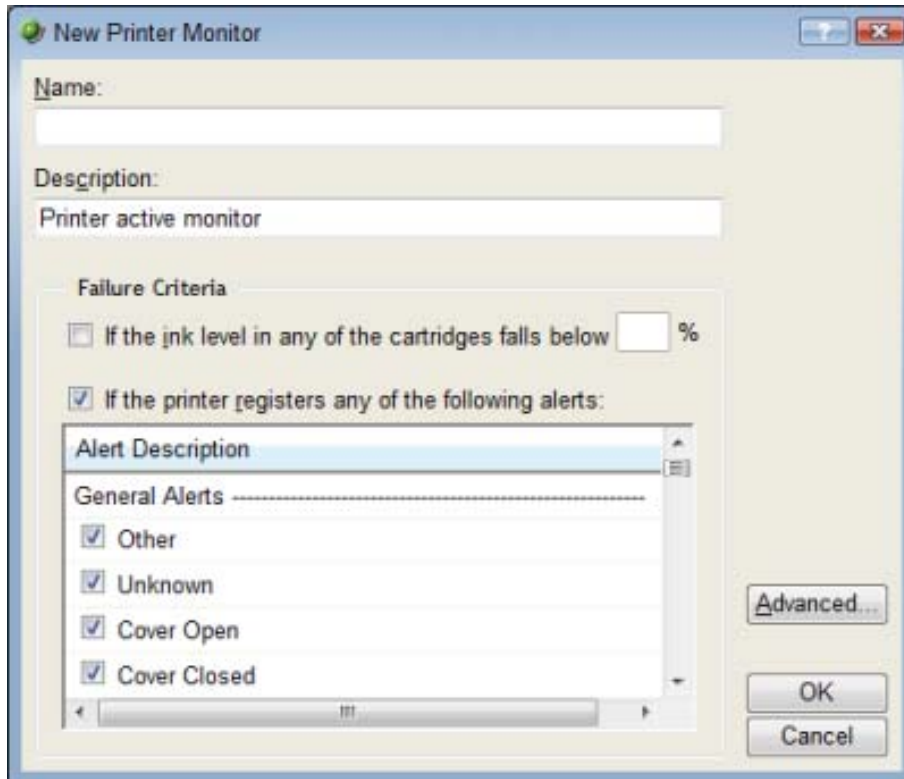 New Printer Monitor
Name:
Description:
Printer active monitor
Failure Criteria
If the ink level in any of the cartridges falls below %
If the printer registers any of the following alerts:
Alert Description
General Alerts ------------------------------------------------------------
Other
Unknown
Cover Open
Cover Closed
Advanced...
OK
Cancel